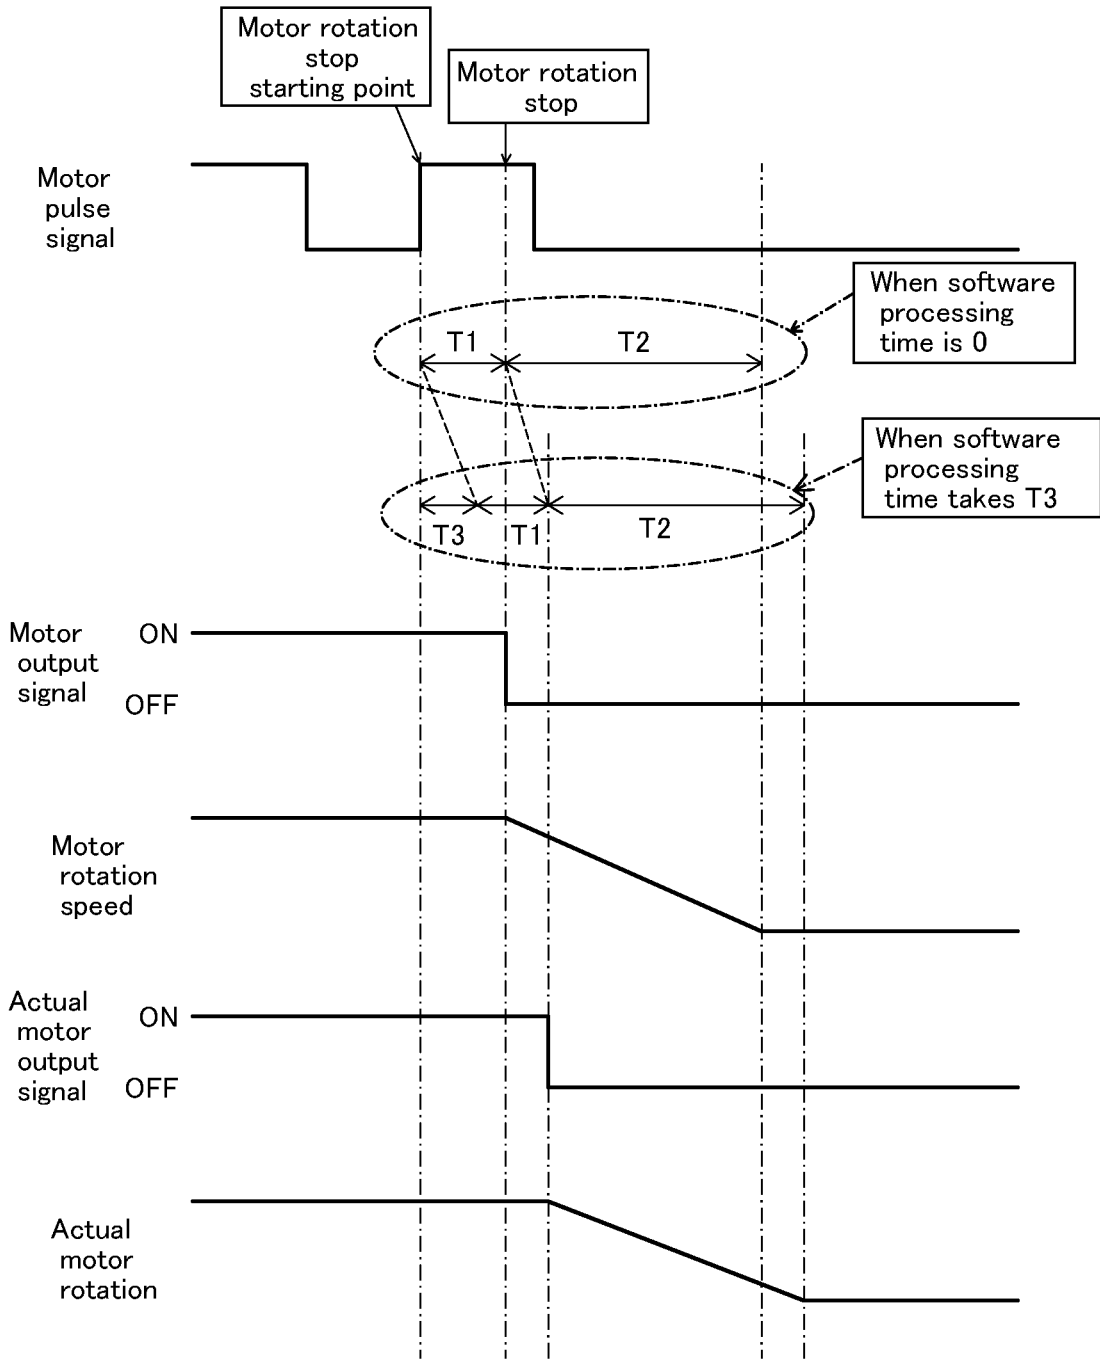 Motor rotation
stop
starting point
Motor rotation
stop
Motor
pulse
signal
When software
processing
time is 0
T1
T2
When software
processing
time takes T3
T3
T1
T2
Motor
output
signal
ON
OFF
Motor
rotation
speed
Actual
motor
output
signal
ON
OFF
Actual
motor
rotation